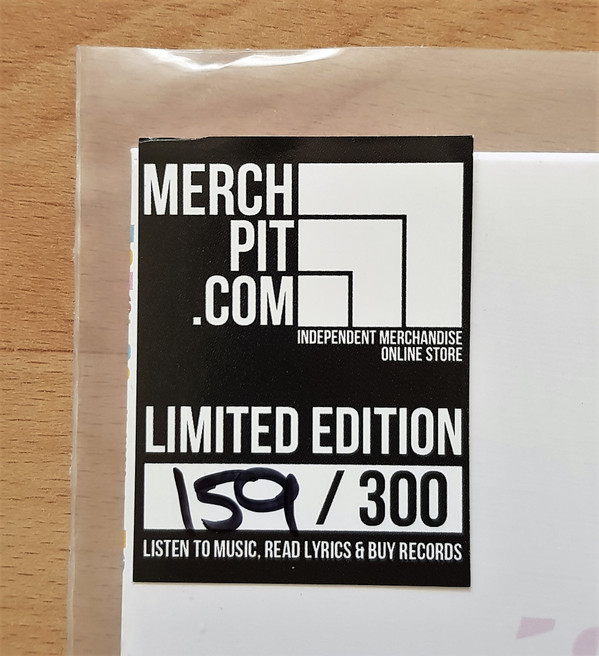 MERCH
PIT
.COM
INDEPENDENT MERCHANDISE
ONLINE STORE
LIMITED EDITION
159 / 300
LISTEN TO MUSIC, READ LYRICS & BUY RECORDS